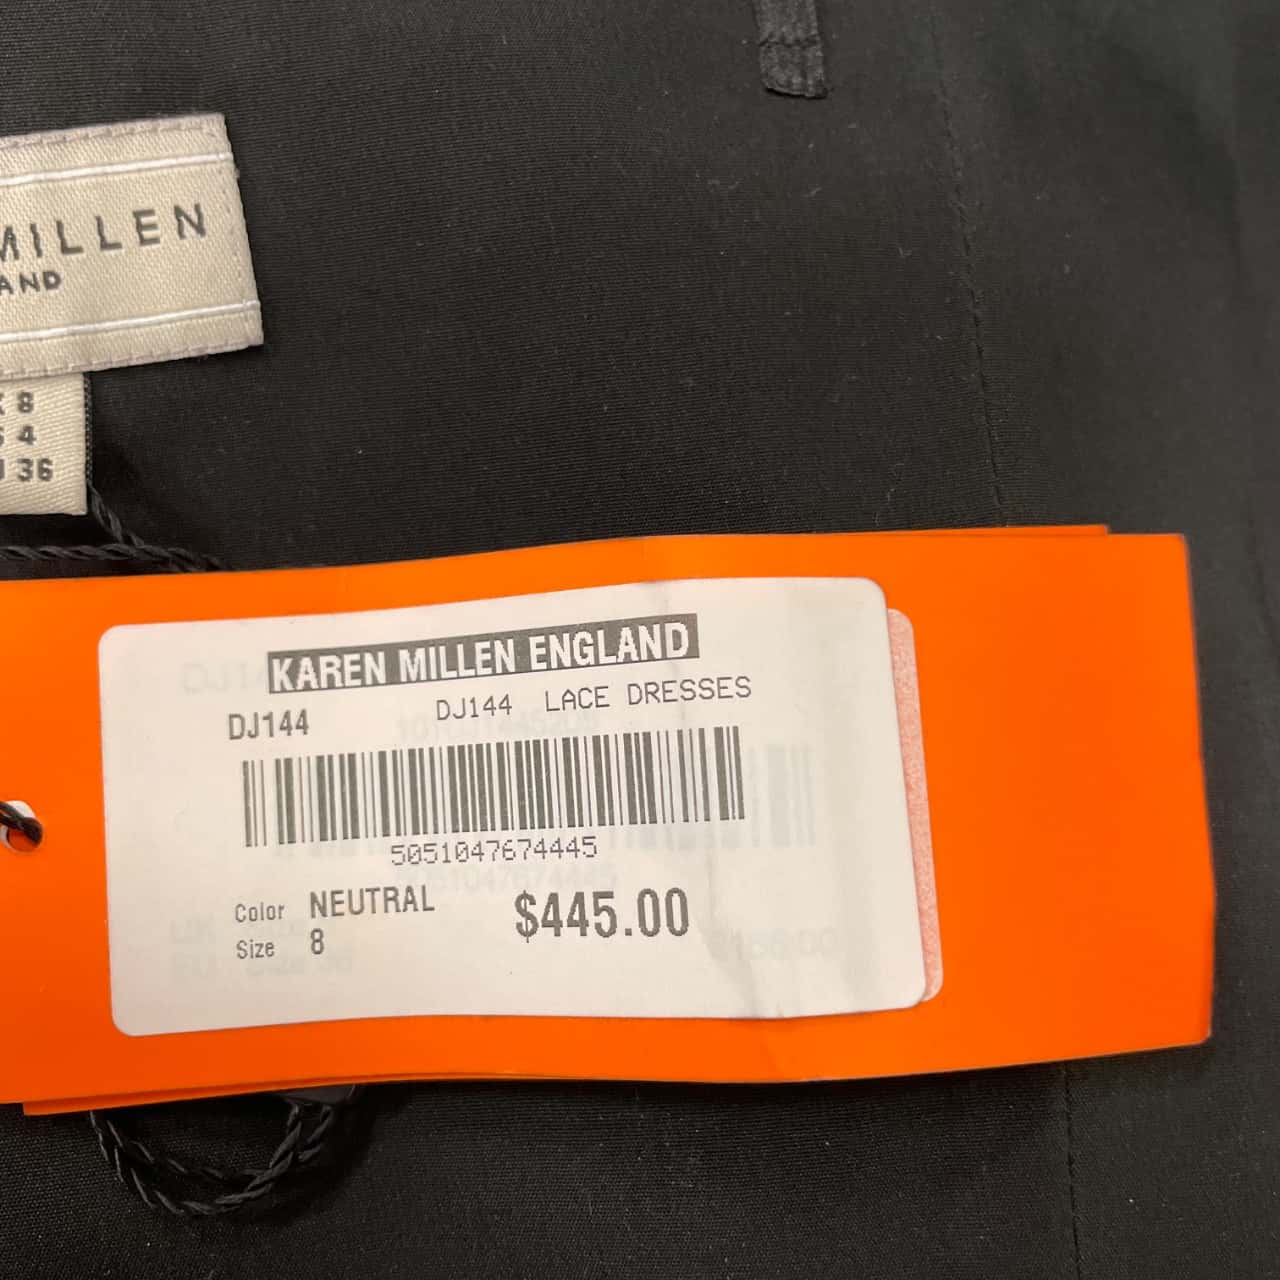 MILLEN
AND
8
4
36
KAREN MILLEN ENGLAND
DJ144 DJ144 LACE DRESSES
5051047674445
Color NEUTRAL $445.00
Size 8